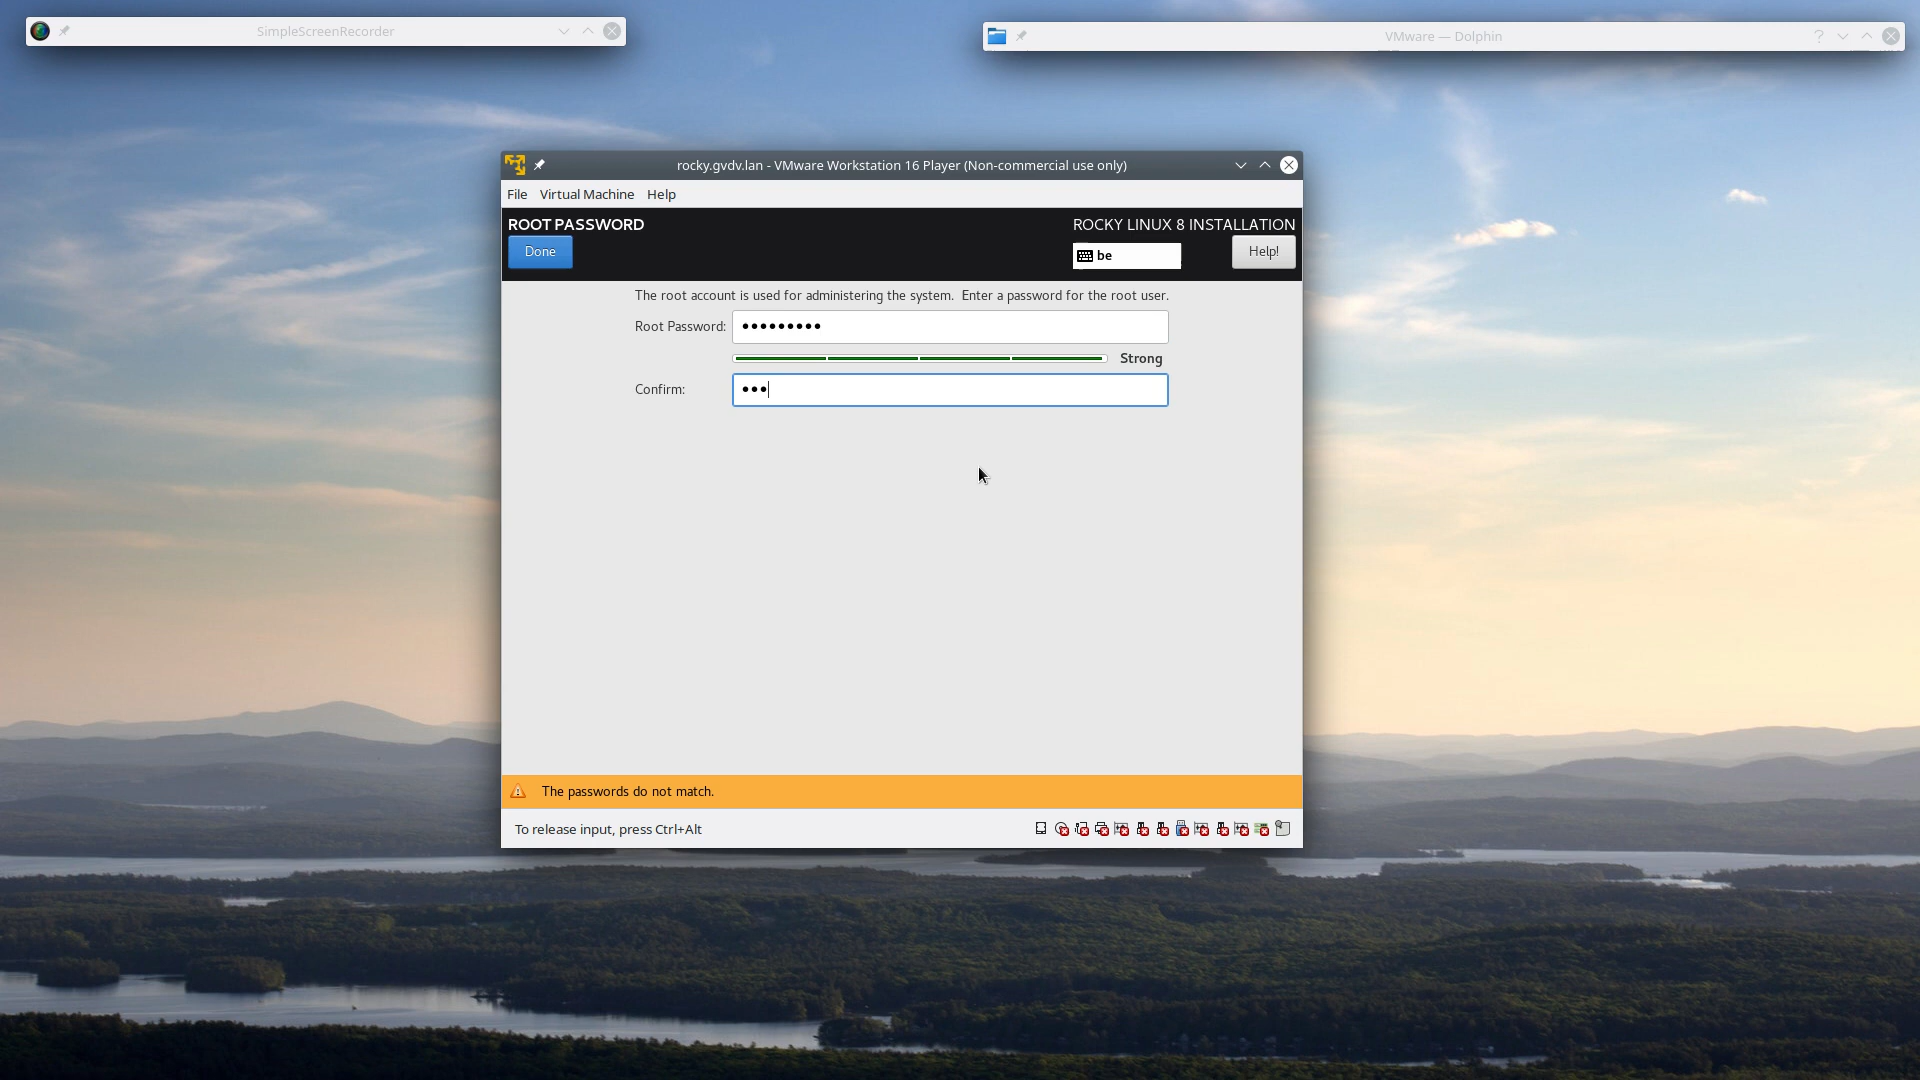 SimpleScreenRecorder
VMware — Dolphin
rocky.gvdv.lan - VMware Workstation 16 Player (Non-commercial use only)
File Virtual Machine Help
ROOT PASSWORD
ROCKY LINUX 8 INSTALLATION
Done
be
Help!
The root account is used for administering the system. Enter a password for the root user.
Root Password: •••••••••
Strong
Confirm: •••
The passwords do not match.
To release input, press Ctrl+Alt